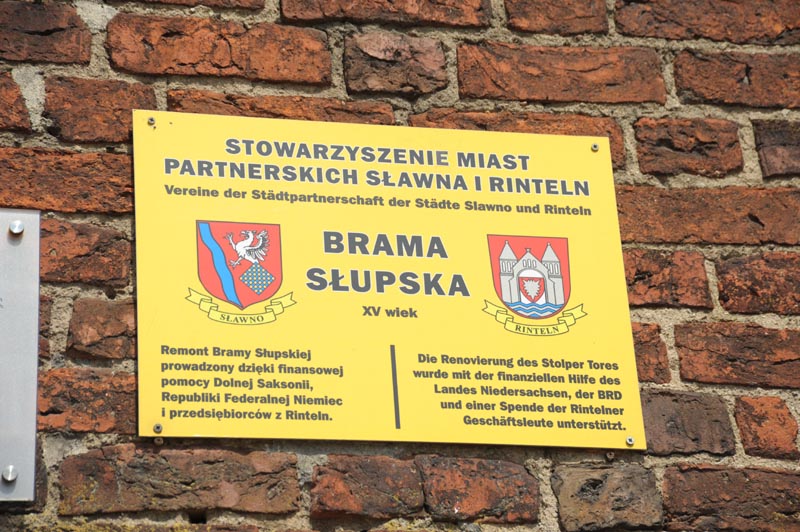 STOWARZYSZENIE MIAST
PARTNERSKICH SŁAWNA I RINTELN
Vereine der Städtpartnerschaft der Städte Slawno und Rinteln
BRAMA
SŁUPSKA
XV wiek
SŁAWNO
RINTELN
Remont Bramy Słupskiej
prowadzony dzięki finansowej
pomocy Dolnej Saksonii,
Republiki Federalnej Niemiec
i przedsiębiorców z Rinteln.
Die Renovierung des Stolper Tores
wurde mit der finanziellen Hilfe des
Landes Niedersachsen, der BRD
und einer Spende der Rintelner
Geschäftsleute unterstützt.